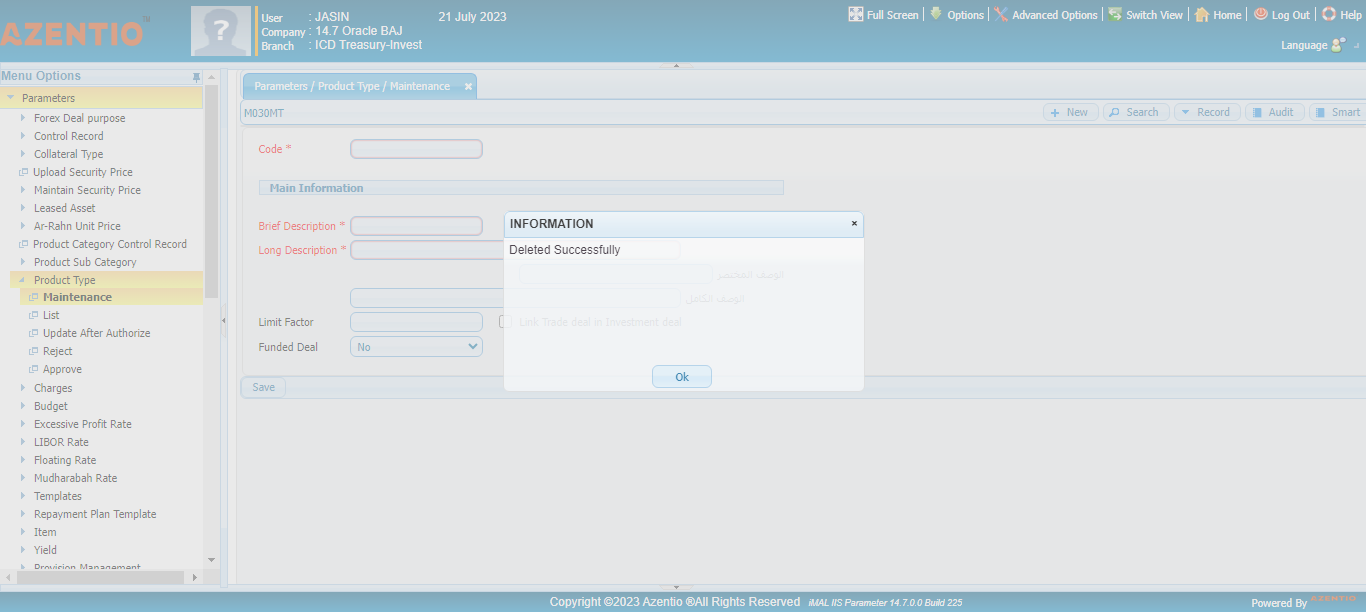 AZENTIO™
User : JASIN 21 July 2023
Company : 14.7 Oracle BAJ
Branch : ICD Treasury-Invest
Full Screen Options Advanced Options Switch View Home Log Out Help
Language
Menu Options
Parameters
Forex Deal purpose
Control Record
Collateral Type
Upload Security Price
Maintain Security Price
Leased Asset
Ar-Rahn Unit Price
Product Category Control Record
Product Sub Category
Product Type
Maintenance
List
Update After Authorize
Reject
Approve
Charges
Budget
Excessive Profit Rate
LIBOR Rate
Floating Rate
Mudharabah Rate
Templates
Repayment Plan Template
Item
Yield
Provision Management
Parameters / Product Type / Maintenance
M030MT
New Search Record Audit Smart
Code *
Main Information
Brief Description *
Long Description *
الوصف المختصر
الوصف الكامل
Limit Factor
Link Trade deal in Investment deal
Funded Deal No
Save
INFORMATION
Deleted Successfully
Ok
Copyright ©2023 Azentio ®All Rights Reserved iMAL IIS Parameter 14.7.0.0 Build 225
Powered By AZENTIO